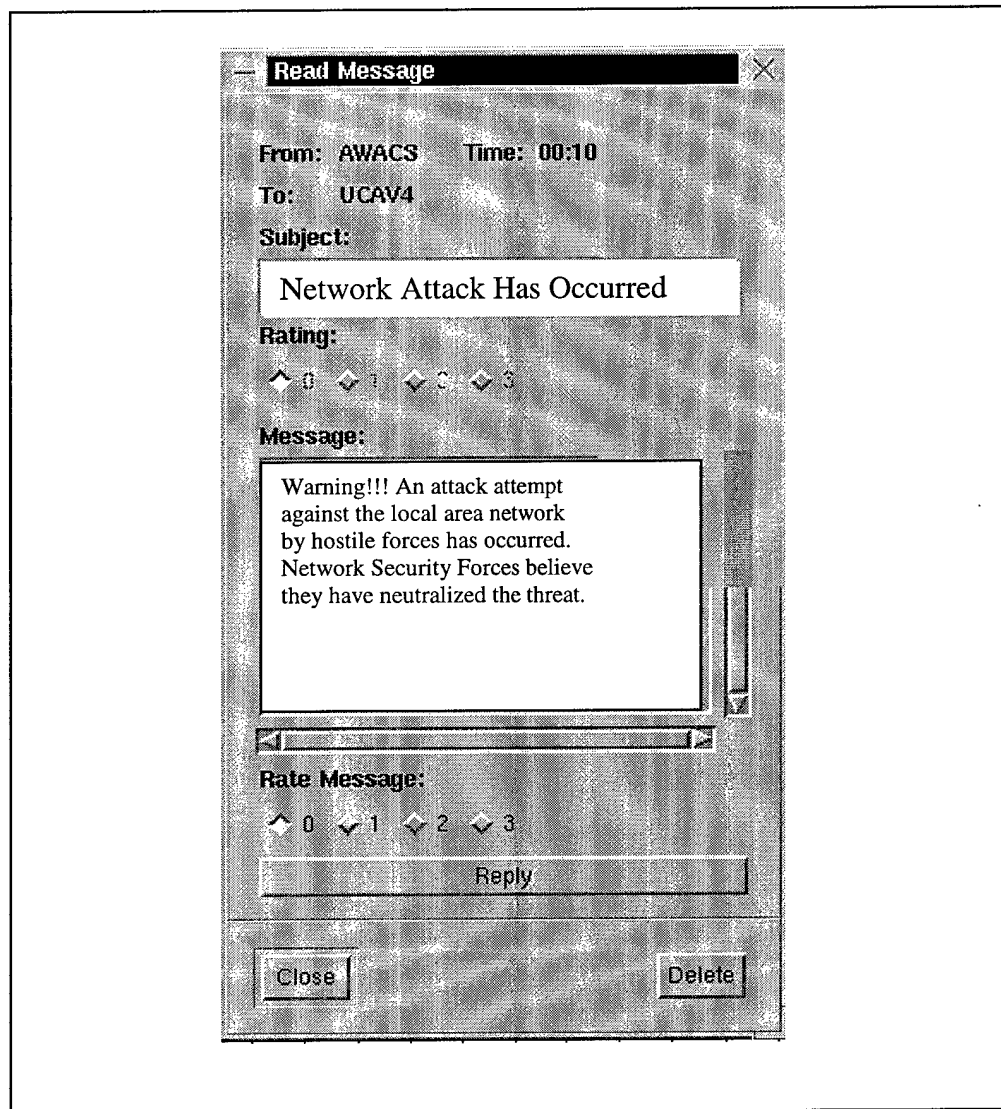 Read Message
From: AWACS Time: 00:10
To: UCAV4
Subject:
Network Attack Has Occurred
Rating:
0 1 2 3
Message:
Warning!!! An attack attempt
against the local area network
by hostile forces has occurred.
Network Security Forces believe
they have neutralized the threat.
Rate Message:
0 1 2 3
Reply
Close Delete